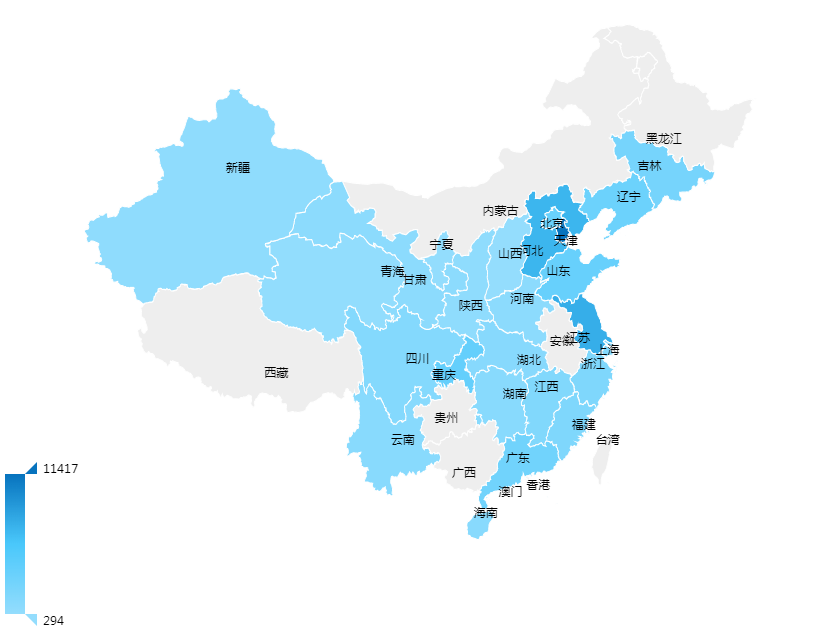 黑龙江
吉林
新疆
辽宁
内蒙古
北京
天津
宁夏
山西
河北
青海
甘肃
山东
河南
陕西
江苏
安徽
上海
四川
湖北
浙江
西藏
重庆
江西
湖南
贵州
福建
云南
台湾
广东
广西
香港
澳门
海南
11417
294